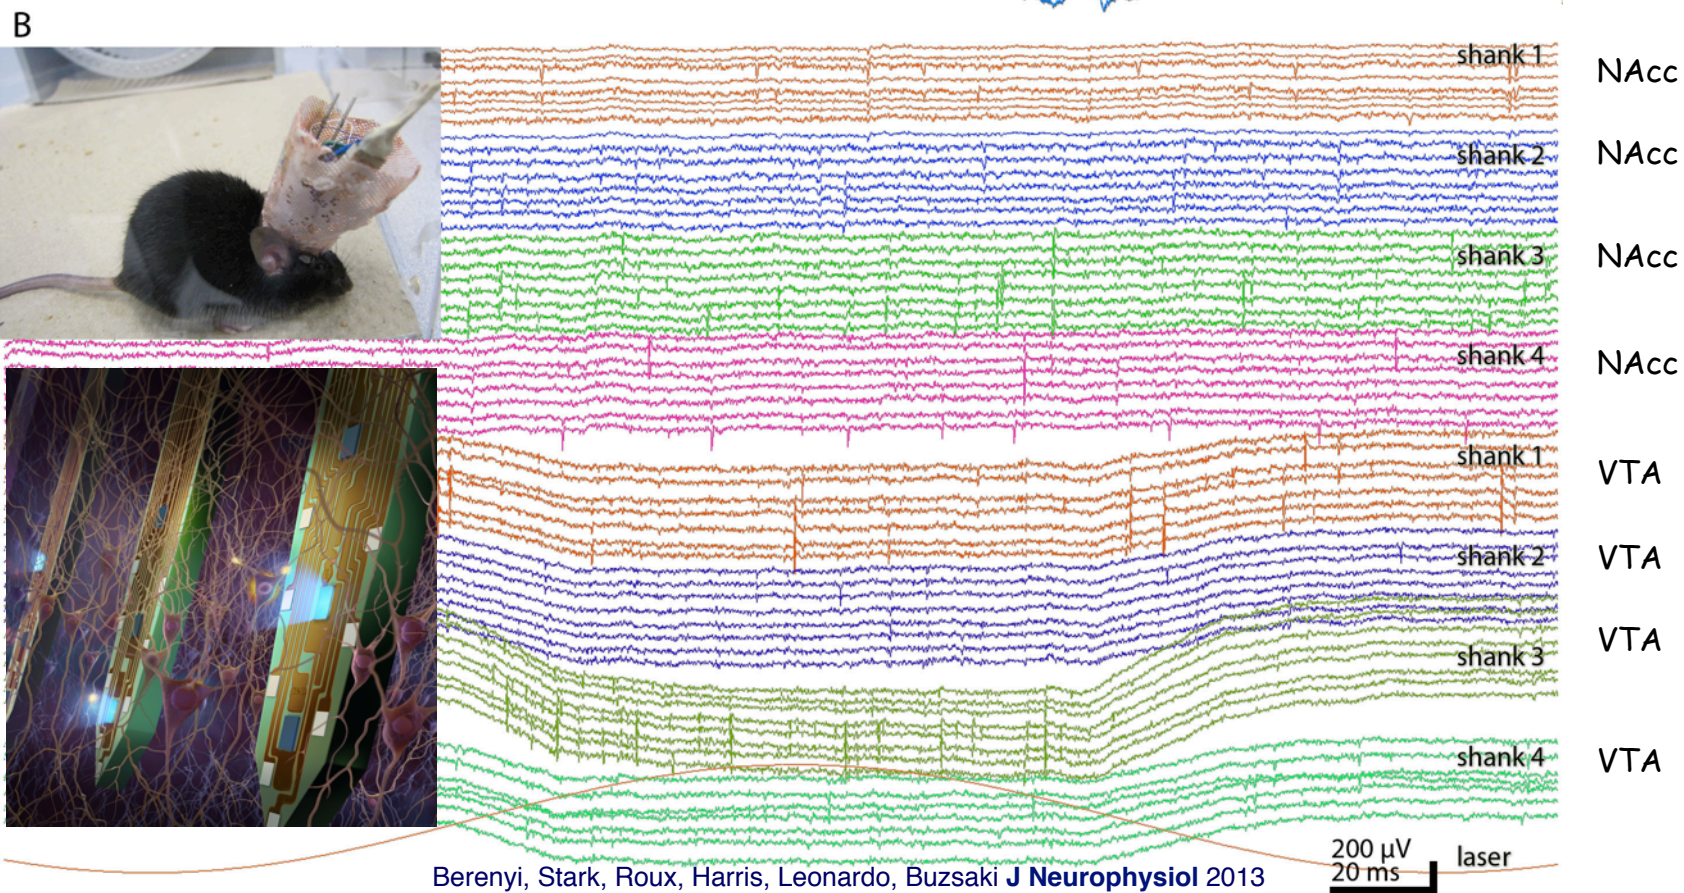 B
shank 1 NAcc
shank 2 NAcc
shank 3 NAcc
shank 4 NAcc
shank 1 VTA
shank 2 VTA
shank 3 VTA
shank 4 VTA
200 µV
20 ms
laser
Berenyi, Stark, Roux, Harris, Leonardo, Buzsaki J Neurophysiol 2013